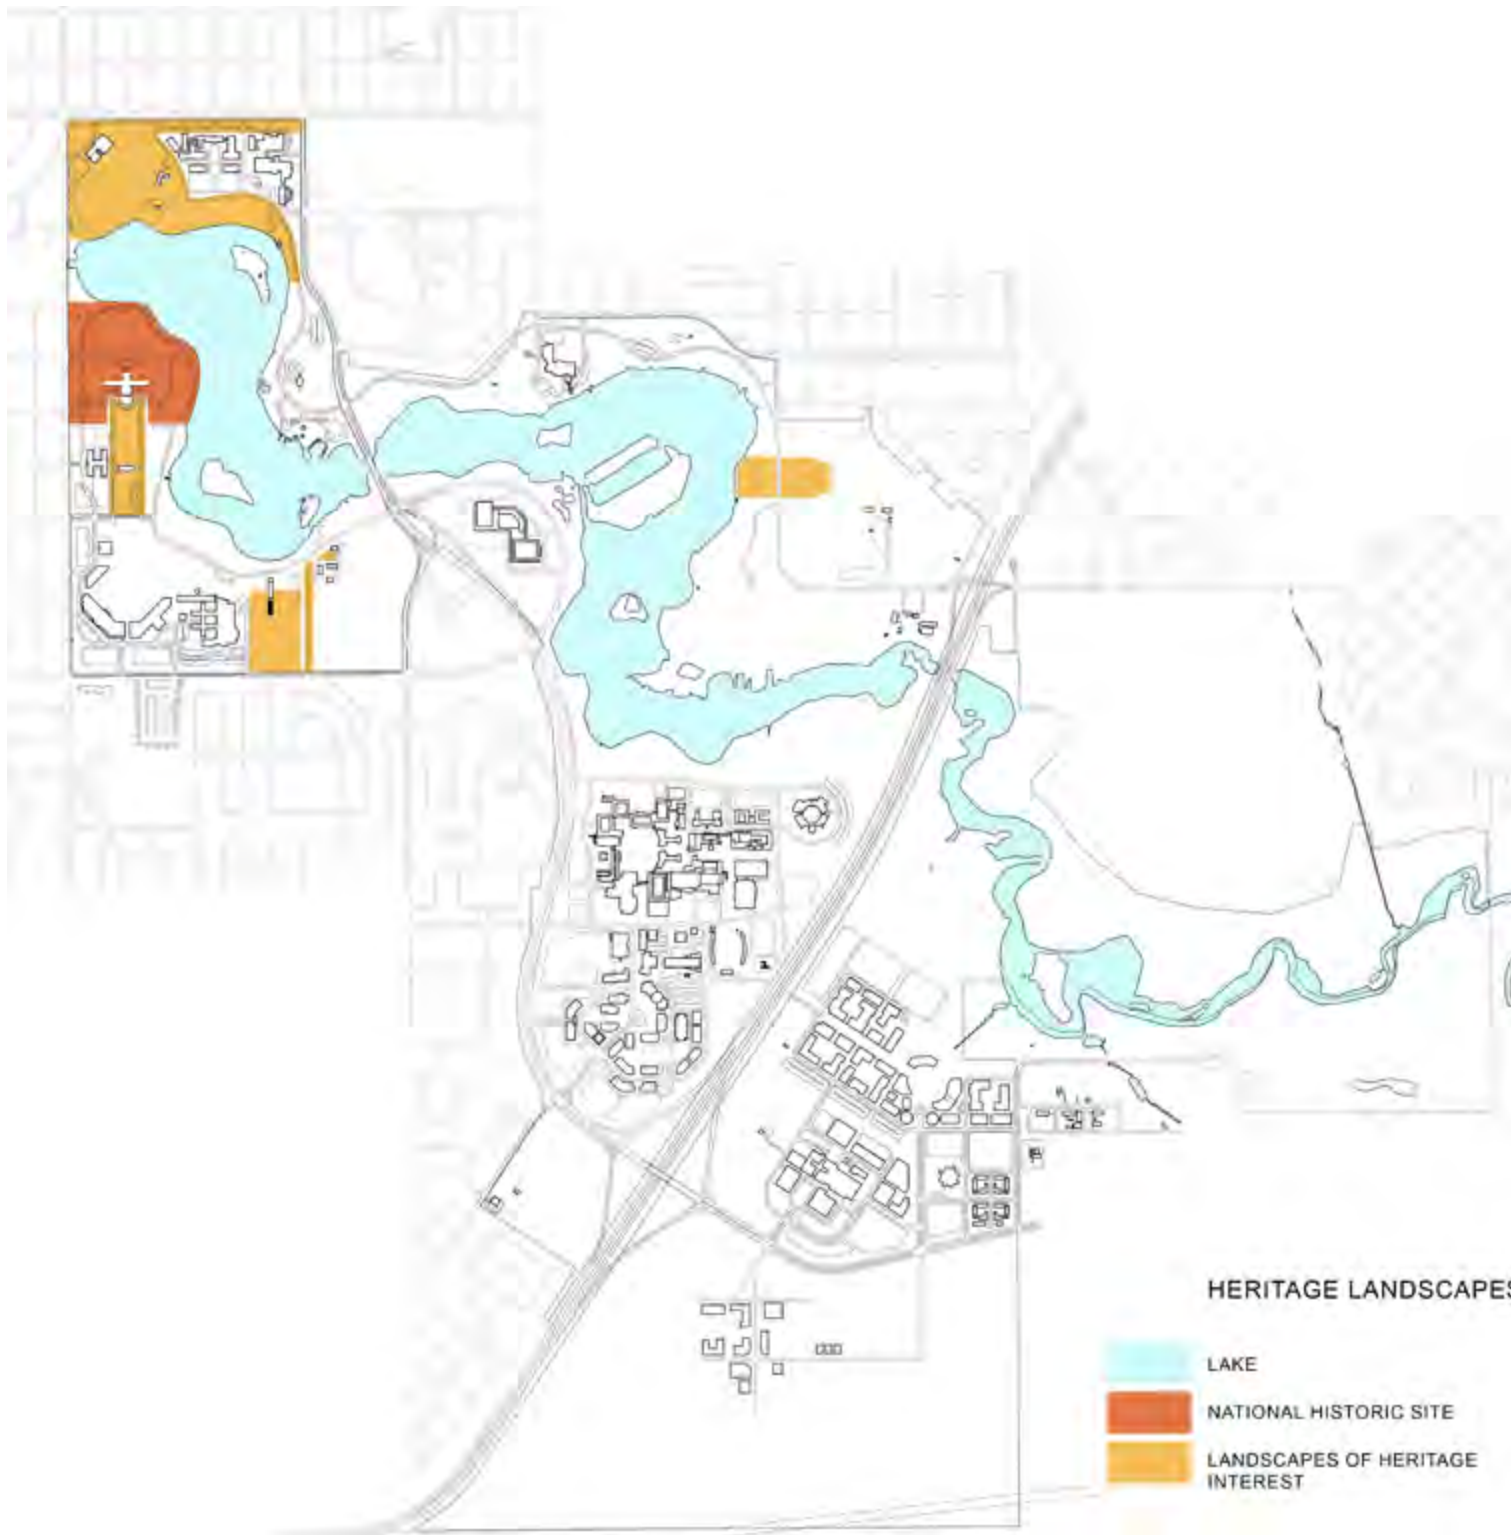 HERITAGE LANDSCAPES
LAKE
NATIONAL HISTORIC SITE
LANDSCAPES OF HERITAGE
INTEREST